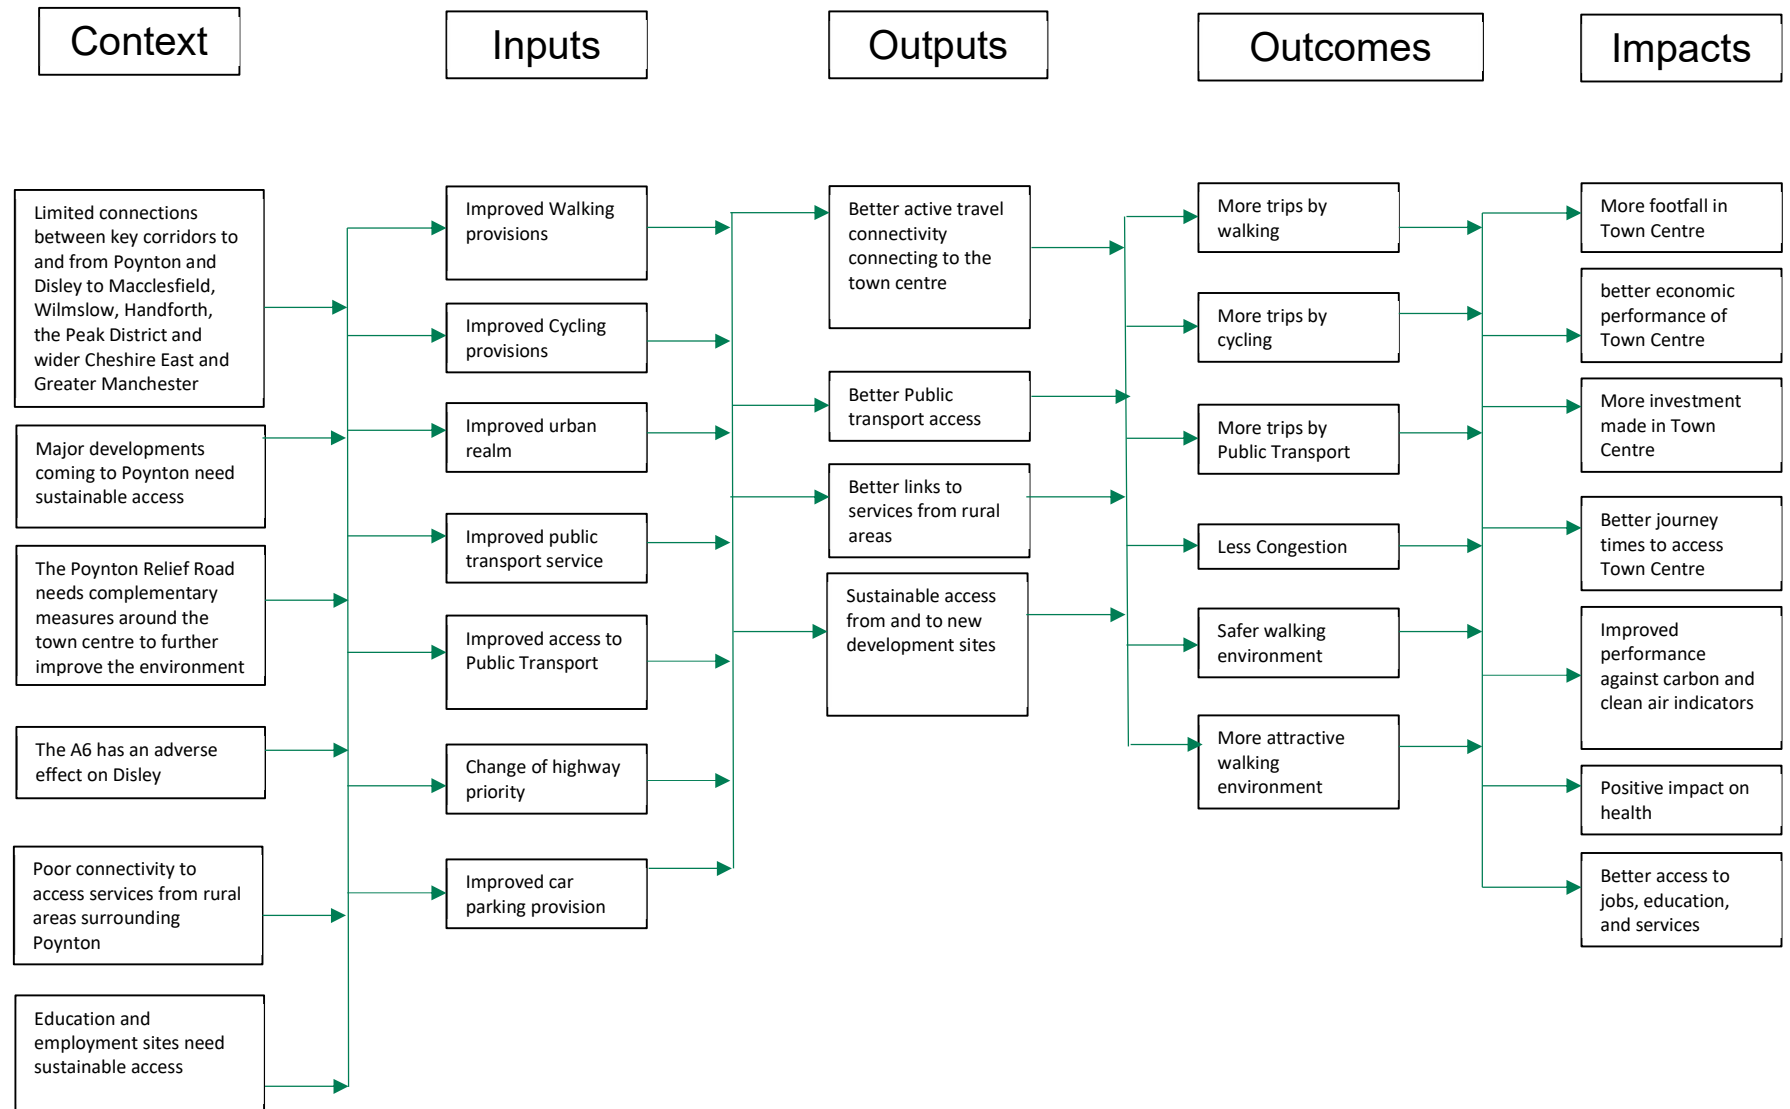 Context
Inputs
Outputs
Outcomes
Impacts
Limited connections
between key corridors to
and from Poynton and
Disley to Macclesfield,
Wilmslow, Handforth,
the Peak District and
wider Cheshire East and
Greater Manchester
Major developments
coming to Poynton need
sustainable access
The Poynton Relief Road
needs complementary
measures around the
town centre to further
improve the environment
The A6 has an adverse
effect on Disley
Poor connectivity to
access services from rural
areas surrounding
Poynton
Education and
employment sites need
sustainable access
Improved Walking
provisions
Improved Cycling
provisions
Improved urban
realm
Improved public
transport service
Improved access to
Public Transport
Change of highway
priority
Improved car
parking provision
Better active travel
connectivity
connecting to the
town centre
Better Public
transport access
Better links to
services from rural
areas
Sustainable access
from and to new
development sites
More trips by
walking
More trips by
cycling
More trips by
Public Transport
Less Congestion
Safer walking
environment
More attractive
walking
environment
More footfall in
Town Centre
better economic
performance of
Town Centre
More investment
made in Town
Centre
Better journey
times to access
Town Centre
Improved
performance
against carbon and
clean air indicators
Positive impact on
health
Better access to
jobs, education,
and services